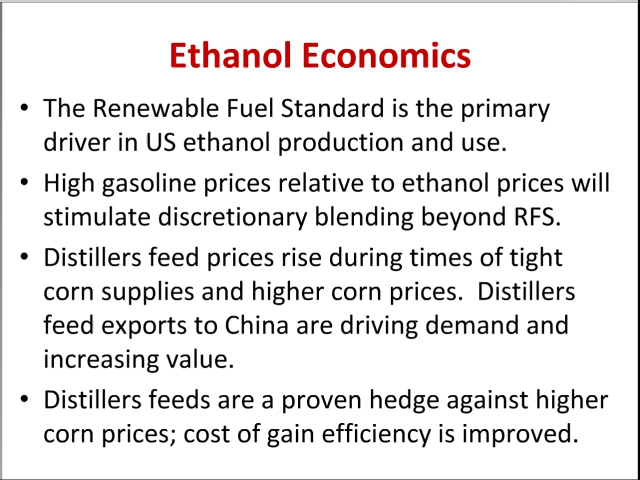 Ethanol Economics
• The Renewable Fuel Standard is the primary
driver in US ethanol production and use.
• High gasoline prices relative to ethanol prices will
stimulate discretionary blending beyond RFS.
• Distillers feed prices rise during times of tight
corn supplies and higher corn prices.  Distillers
feed exports to China are driving demand and
increasing value.
• Distillers feeds are a proven hedge against higher
corn prices; cost of gain efficiency is improved.